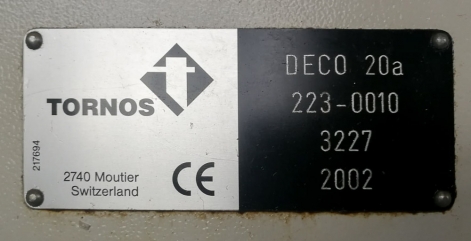 TORNOS
217694
2740 Moutier
Switzerland
CE
DECO 20a
223-0010
3227
2002